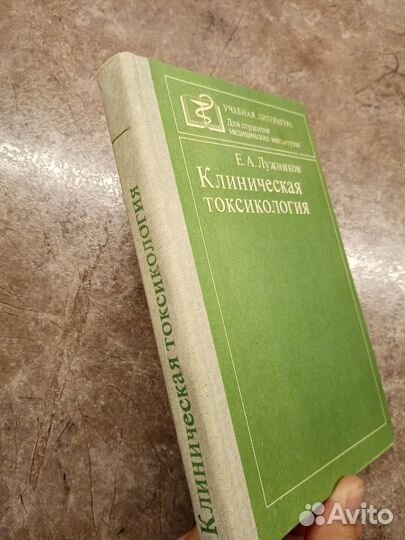 УЧЕБНАЯ ЛИТЕРАТУРА
Для студентов
медицинских институтов
Е. А. Лужников
Клиническая
токсикология
Клиническая токсикология
Avito